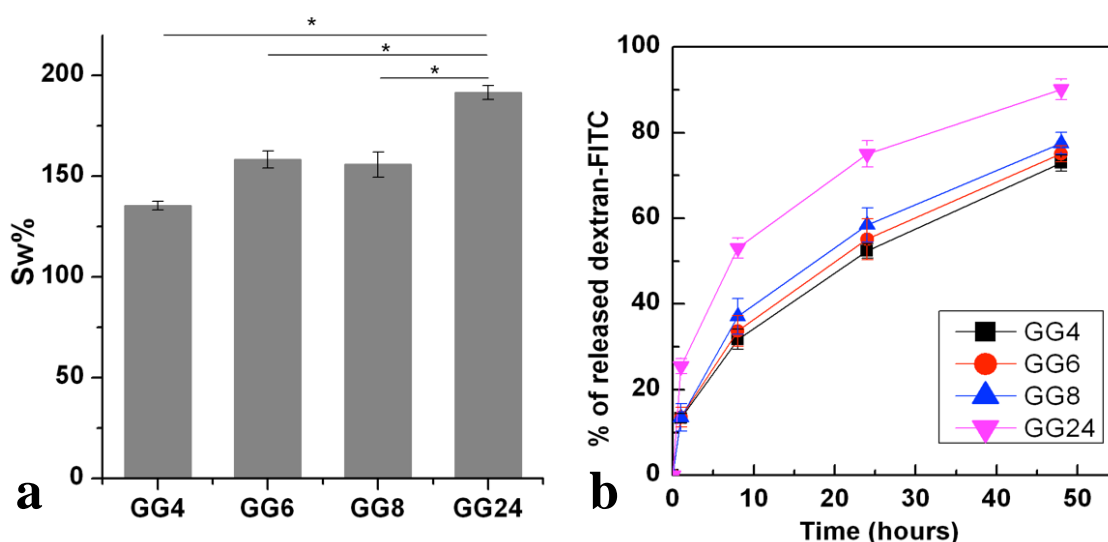 *
*
*
200
150
100
50
0
Sw%
GG4 GG6 GG8 GG24
a
100
80
60
40
20
0
% of released dextran-FITC
GG4
GG6
GG8
GG24
0 10 20 30 40 50
Time (hours)
b